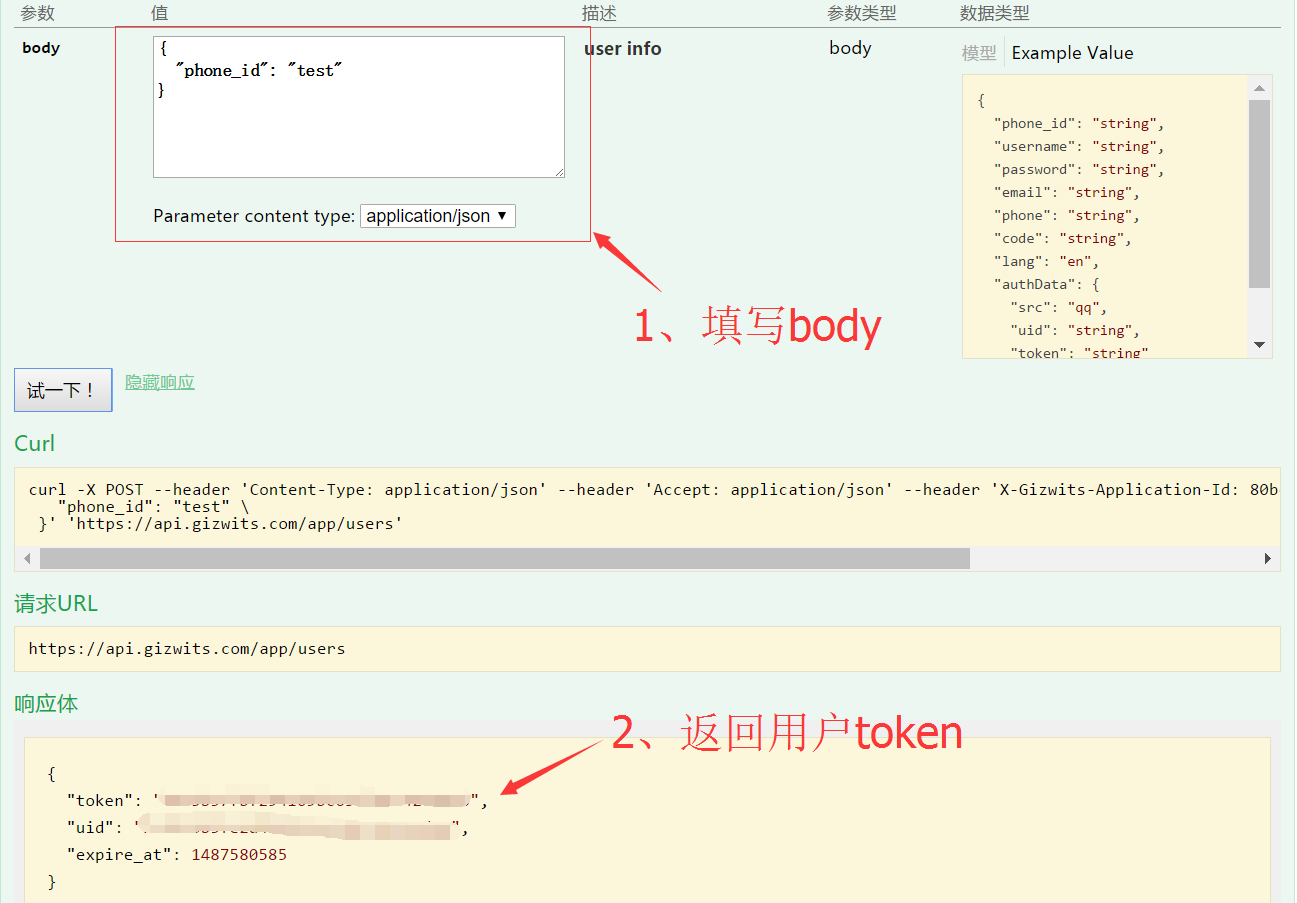 参数 值 描述 参数类型 数据类型
body
{
"phone_id": "test"
}
Parameter content type: application/json ▼
user info
body
模型 Example Value
{
"phone_id": "string",
"username": "string",
"password": "string",
"email": "string",
"phone": "string",
"code": "string",
"lang": "en",
"authData": {
"src": "qq",
"uid": "string",
"token": "string"
1、填写body
试一下！ 隐藏响应
Curl
curl -X POST --header 'Content-Type: application/json' --header 'Accept: application/json' --header 'X-Gizwits-Application-Id: 80b
"phone_id": "test" \
}' 'https://api.gizwits.com/app/users'
请求URL
https://api.gizwits.com/app/users
响应体
2、返回用户token
{
"token": "",
"uid": "",
"expire_at": 1487580585
}